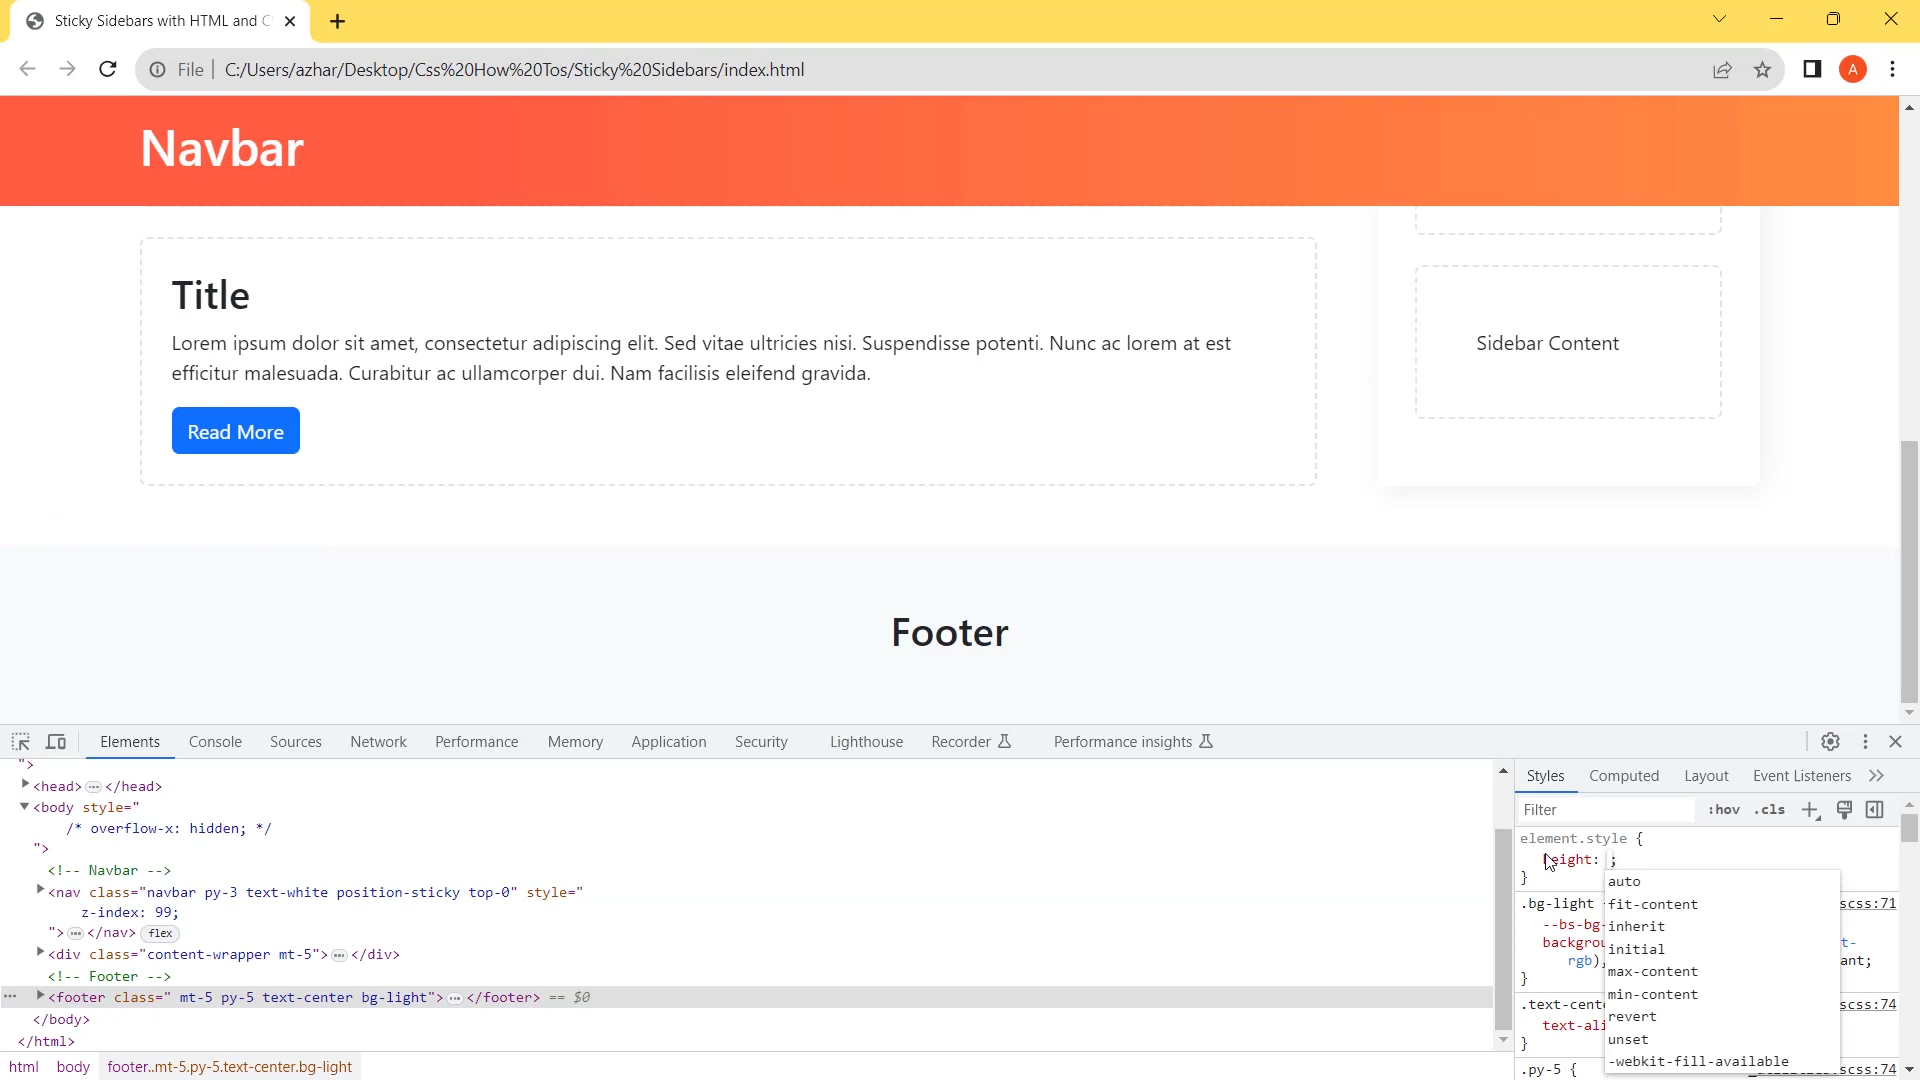 Sticky Sidebars with HTML and C
File
C:/Users/azhar/Desktop/Css%20How%20Tos/Sticky%20Sidebars/index.html
A
Navbar
Title
Lorem ipsum dolor sit amet, consectetur adipiscing elit. Sed vitae ultricies nisi. Suspendisse potenti. Nunc ac lorem at est
efficitur malesuada. Curabitur ac ullamcorper dui. Nam facilisis eleifend gravida.
Read More
Sidebar Content
Footer
Elements Console Sources Network Performance Memory Application Security Lighthouse Recorder Performance insights
">
<head> ⋯ </head>
<body style="
/* overflow-x: hidden; */
">
<!-- Navbar -->
<nav class="navbar py-3 text-white position-sticky top-0" style="
z-index: 99;
"> ⋯ </nav> flex
<div class="content-wrapper mt-5"> ⋯ </div>
<!-- Footer -->
<footer class=" mt-5 py-5 text-center bg-light"> ⋯ </footer> == $0
</body>
</html>
html body footer..mt-5.py-5.text-center.bg-light
Styles Computed Layout Event Listeners
Filter :hov .cls
element.style {
height: ;
}
auto
fit-content
inherit
initial
max-content
min-content
revert
unset
-webkit-fill-available
.bg-light scss:71
--bs-bg-
backgrou t-
rgb), ant;
}
.text-cente scss:74
text-ali
}
.py-5 { scss:74